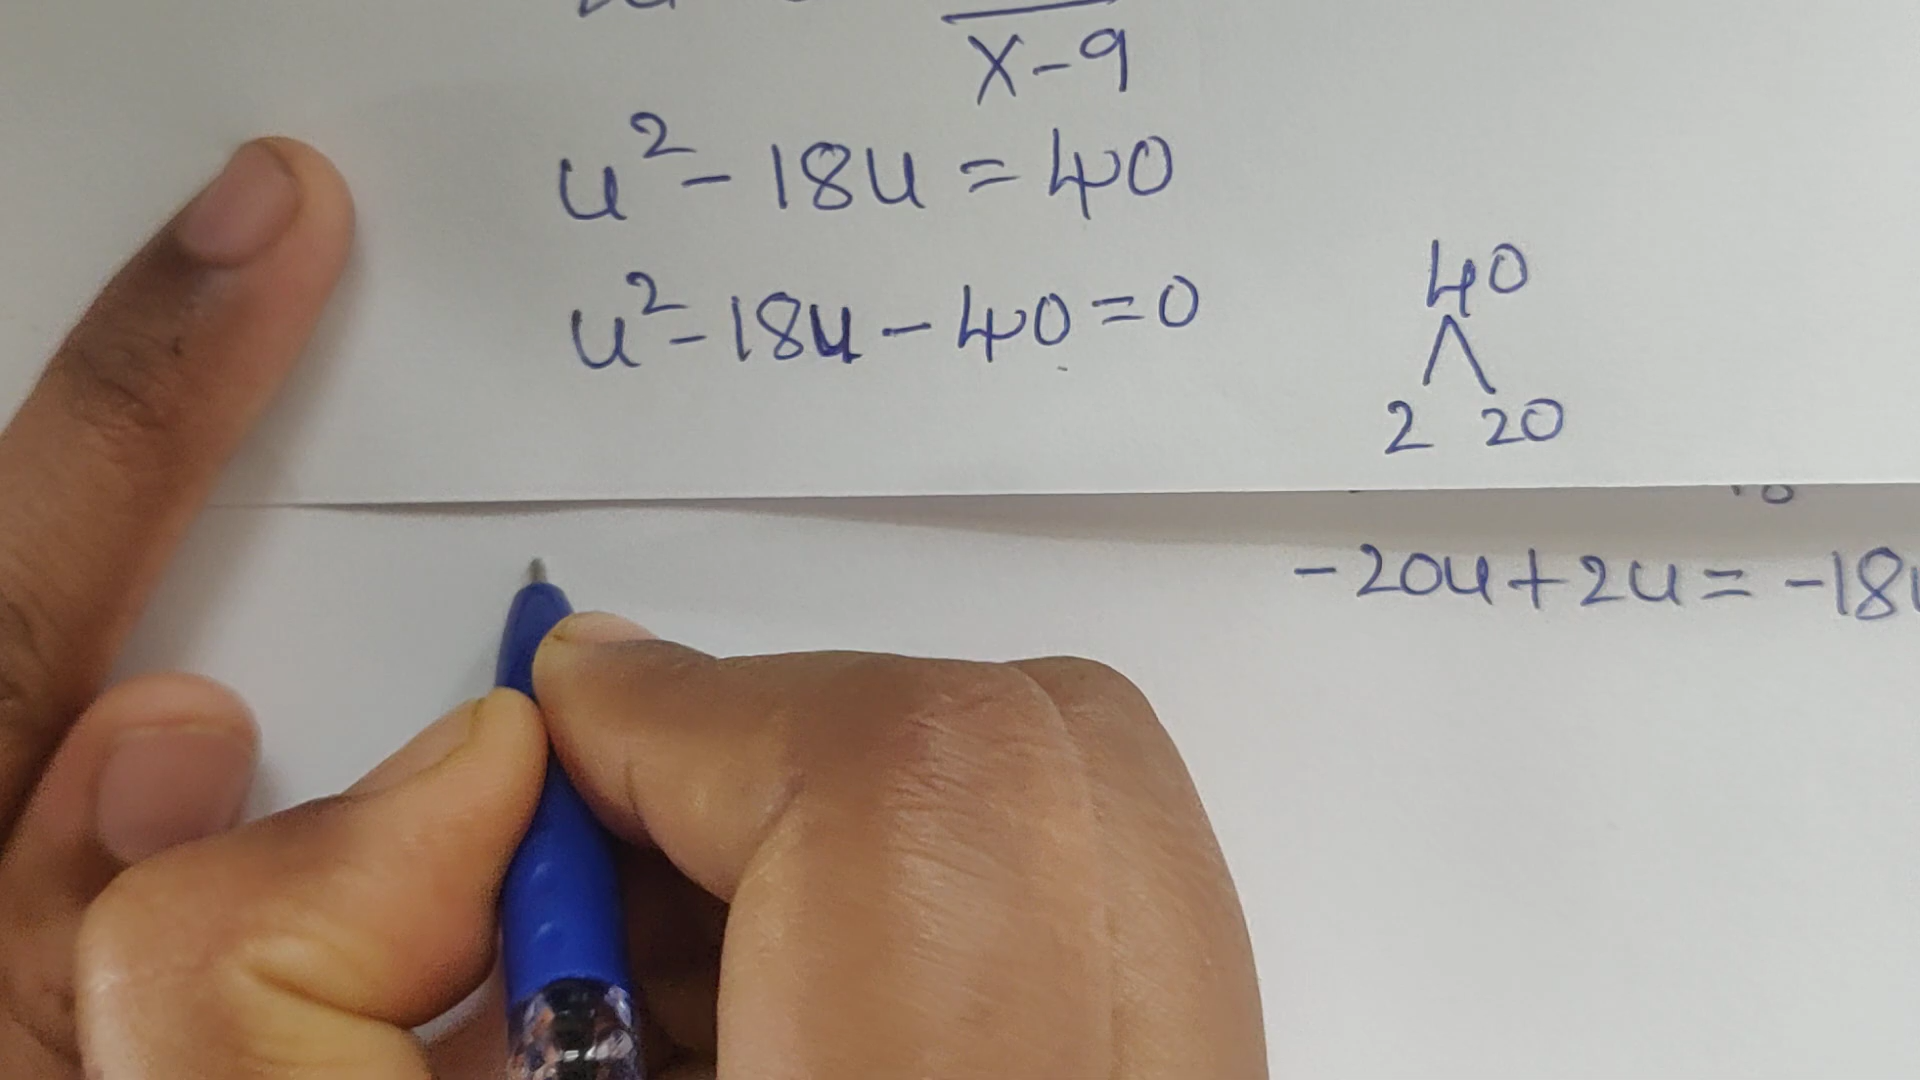 x-9
u² - 18u = 40
u² - 18u - 40 = 0
40
2 20
-20u + 2u = -18